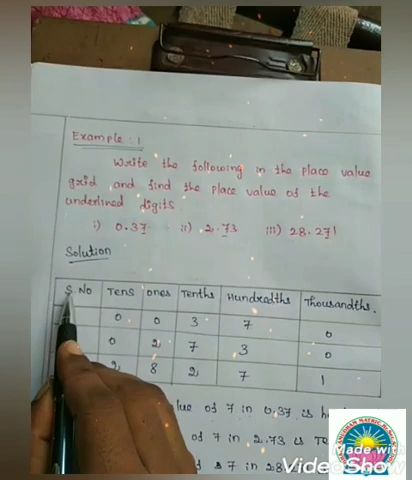 Example : 1
Write the following in the place value
grid and find the place value of the
underlined digits
i) 0.37 ii) 2.73 iii) 28.271
Solution
S.No Tens ones Tenths Hundredths Thousandths.
0 0 3 7 0
0 2 7 3 0
2 8 2 7 1
of 7 in 0.37 is
of 7 in 2.73 is
7 in 28
Made with
VideoShow